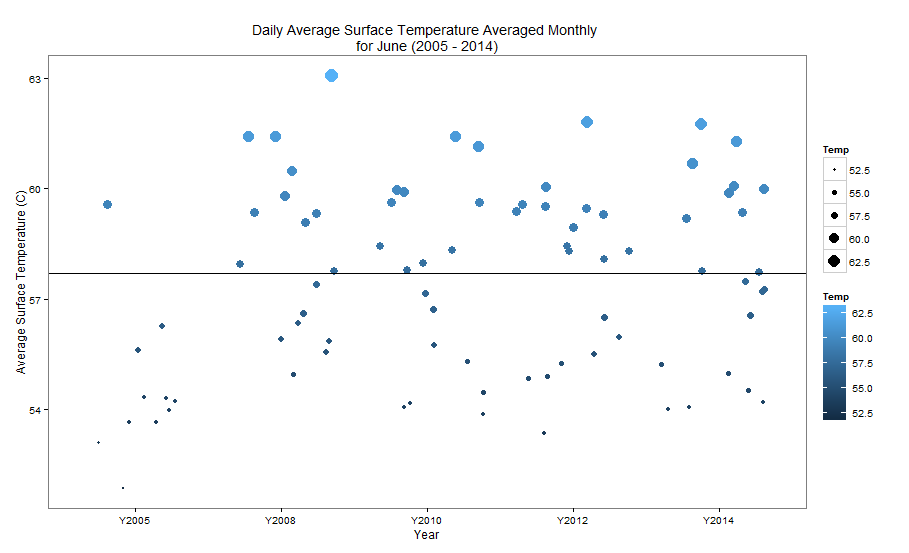 Daily Average Surface Temperature Averaged Monthly
for June (2005 - 2014)
Average Surface Temperature (C)
63
60
57
54
Y2005
Y2008
Y2010
Y2012
Y2014
Year
Temp
52.5
55.0
57.5
60.0
62.5
Temp
62.5
60.0
57.5
55.0
52.5